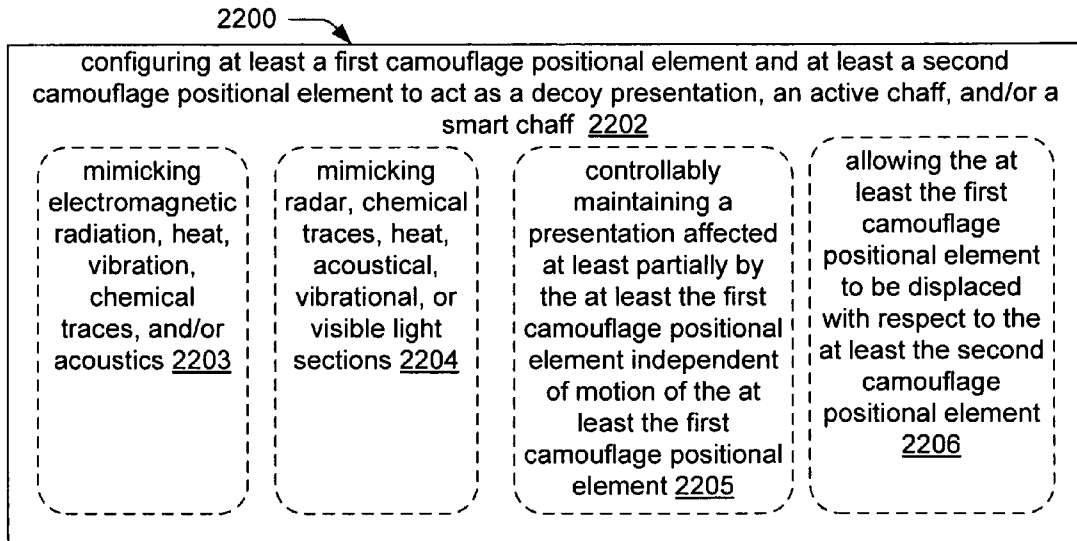 2200
configuring at least a first camouflage positional element and at least a second
camouflage positional element to act as a decoy presentation, an active chaff, and/or a
smart chaff 2202
mimicking
electromagnetic
radiation, heat,
vibration,
chemical
traces, and/or
acoustics 2203
mimicking
radar, chemical
traces, heat,
acoustical,
vibrational, or
visible light
sections 2204
controllably
maintaining a
presentation affected
at least partially by
the at least the first
camouflage positional
element independent
of motion of the at
least the first
camouflage positional
element 2205
allowing the at
least the first
camouflage
positional element
to be displaced
with respect to the
at least the second
camouflage
positional element
2206